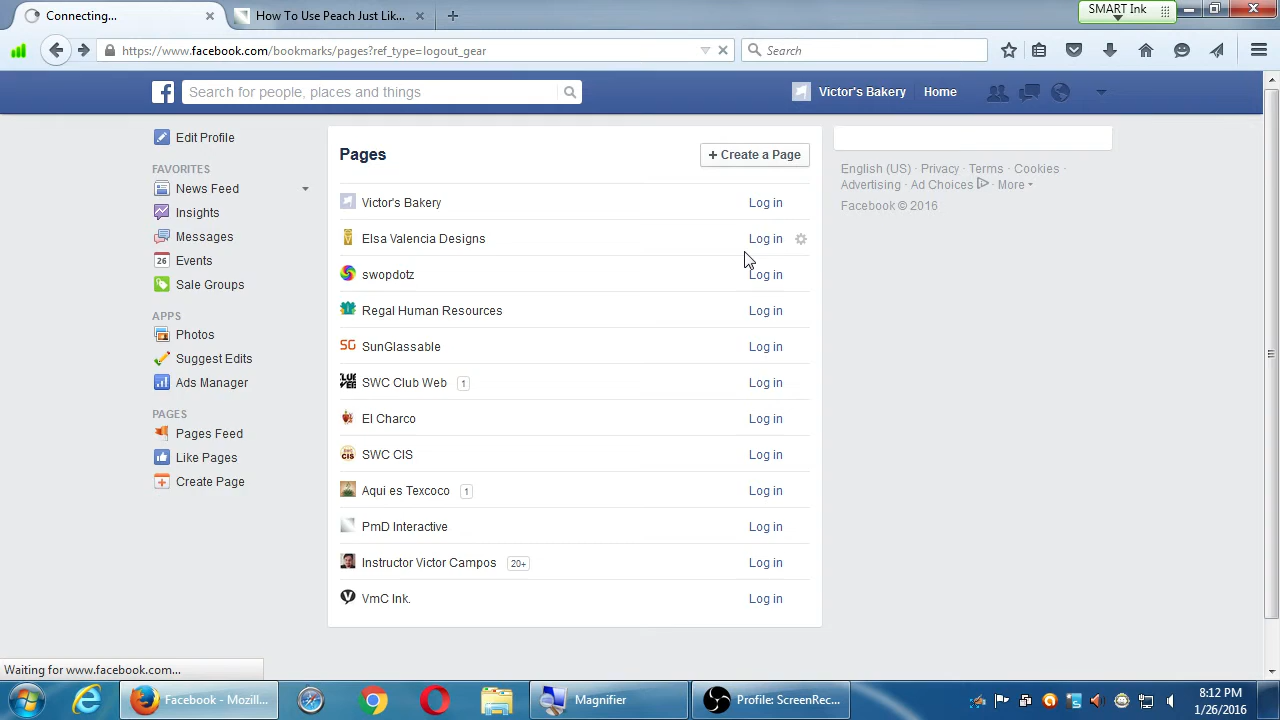 Connecting...
How To Use Peach Just Lik...
SMART Ink
https://www.facebook.com/bookmarks/pages?ref_type=logout_gear
Search
Search for people, places and things
Victor's Bakery
Home
Edit Profile
FAVORITES
News Feed
Insights
Messages
26 Events
Sale Groups
APPS
Photos
Suggest Edits
Ads Manager
PAGES
Pages Feed
Like Pages
Create Page
Pages
+ Create a Page
Victor's Bakery Log in
Elsa Valencia Designs Log in
swopdotz Log in
Regal Human Resources Log in
SG SunGlassable Log in
CLUB WEB SWC Club Web 1 Log in
El Charco Log in
SWC CIS SWC CIS Log in
Aqui es Texcoco 1 Log in
PmD Interactive Log in
Instructor Victor Campos 20+ Log in
VmC Ink. Log in
English (US) · Privacy · Terms · Cookies ·
Advertising · Ad Choices · More
Facebook © 2016
Waiting for www.facebook.com...
Facebook - Mozill...
Magnifier
Profile: ScreenRec...
8:12 PM
1/26/2016